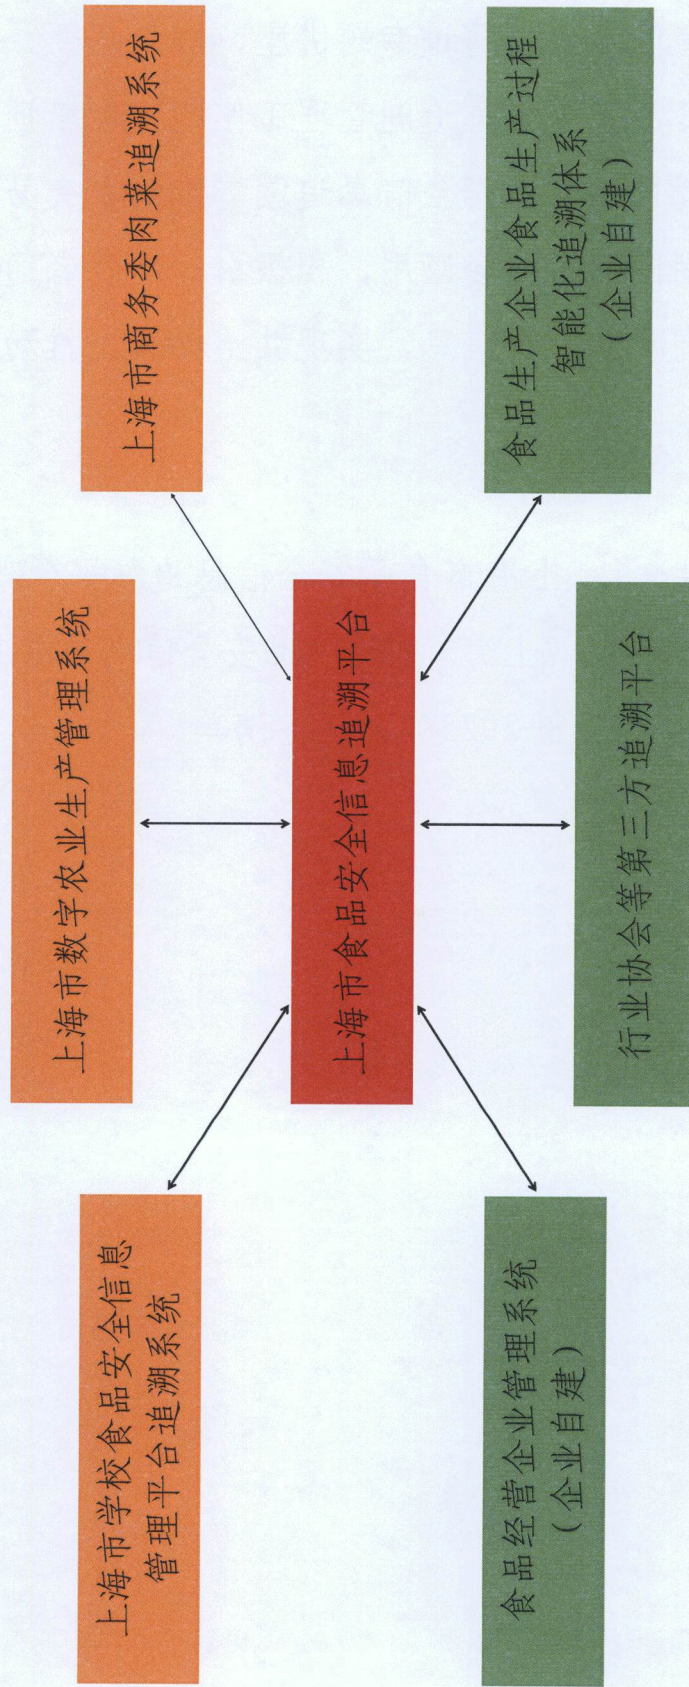 上海市学校食品安全信息
管理平台追溯系统
上海市数字农业生产管理系统
上海市商务委肉菜追溯系统
上海市食品安全信息追溯平台
食品经营企业管理系统
（企业自建）
行业协会等第三方追溯平台
食品生产企业食品生产过程
智能化追溯体系
（企业自建）